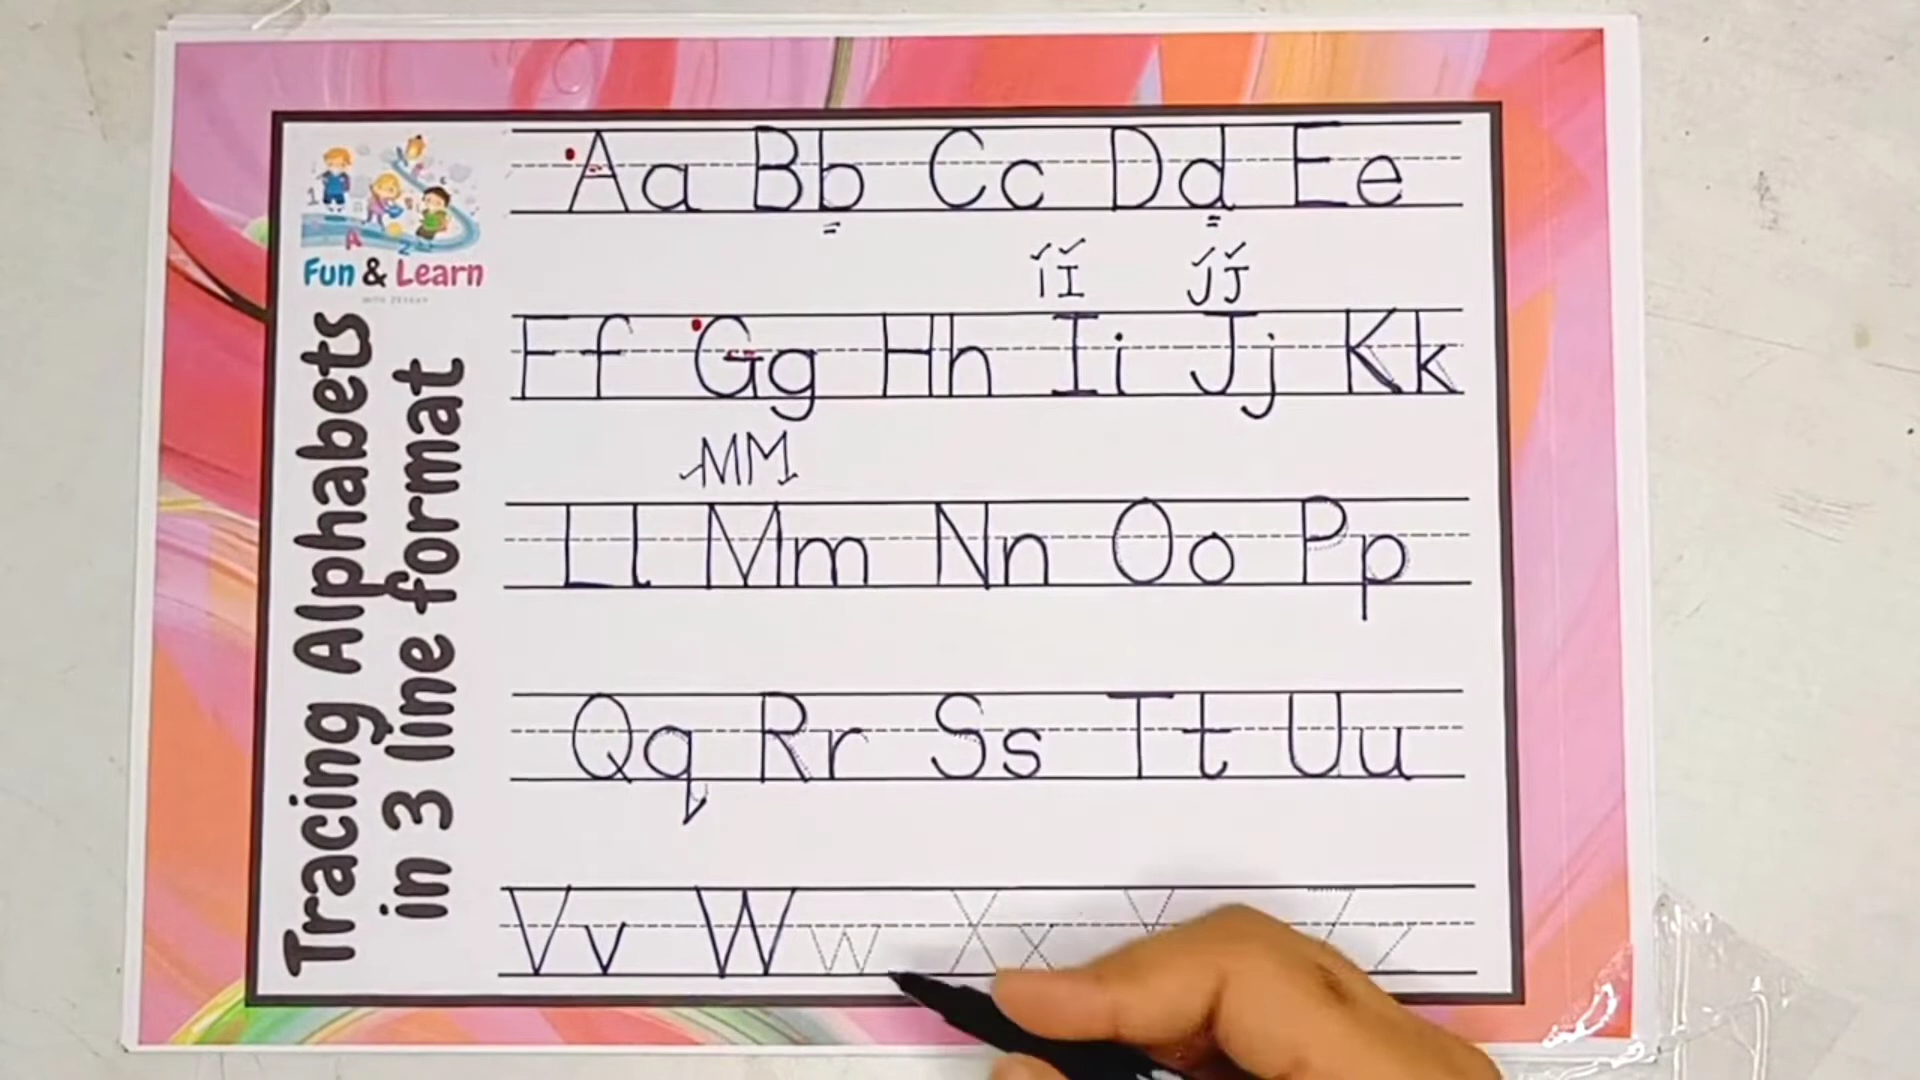 Fun & Learn
Tracing Alphabets
in 3 line format
Aa Bb Cc Dd Ee
I I J J
Ff Gg Hh Ii Jj Kk
MM
Ll Mm Nn Oo Pp
Qq Rr Ss Tt Uu
Vv Ww Xx Y Zz